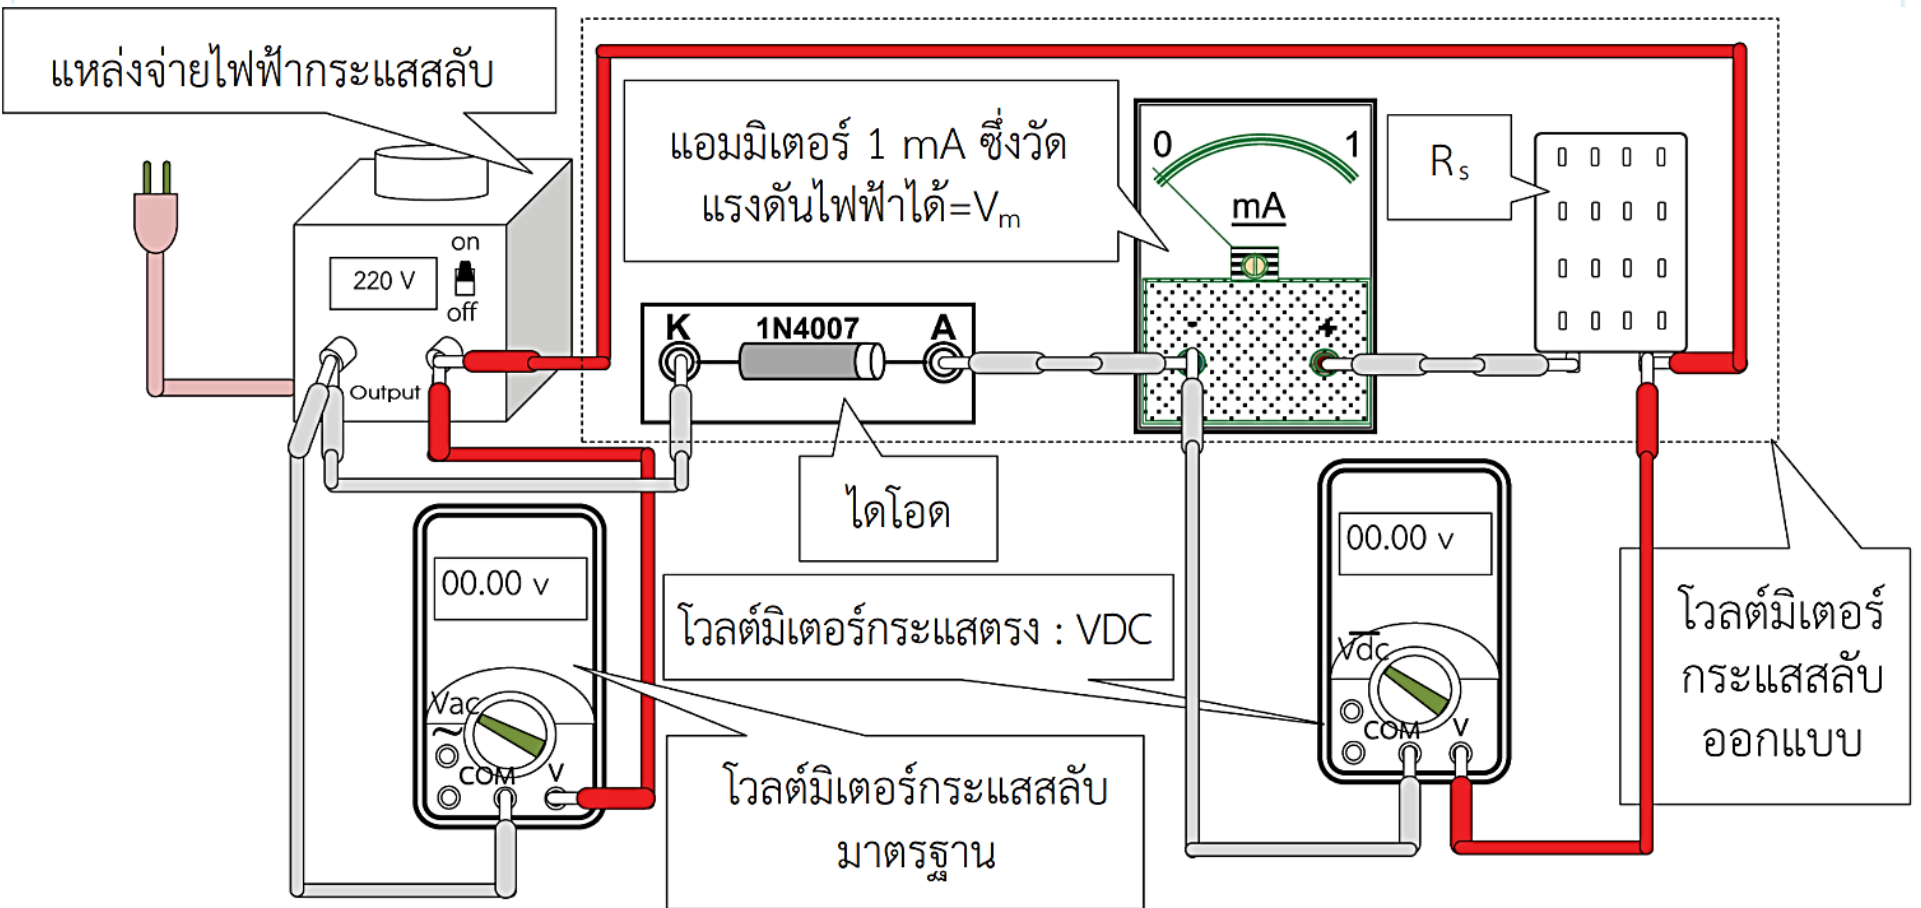 แหล่งจ่ายไฟฟ้ากระแสสลับ
แอมมิเตอร์ 1 mA ซึ่งวัด
แรงดันไฟฟ้าได้=Vₘ
0
1
mA
-
+
Rₛ
on
220 V
off
Output
K
1N4007
A
ไดโอด
00.00 v
Vac
~
COM
V
00.00 v
Vdc
COM
V
โวลต์มิเตอร์กระแสตรง : VDC
โวลต์มิเตอร์กระแสสลับ
มาตรฐาน
โวลต์มิเตอร์
กระแสสลับ
ออกแบบ